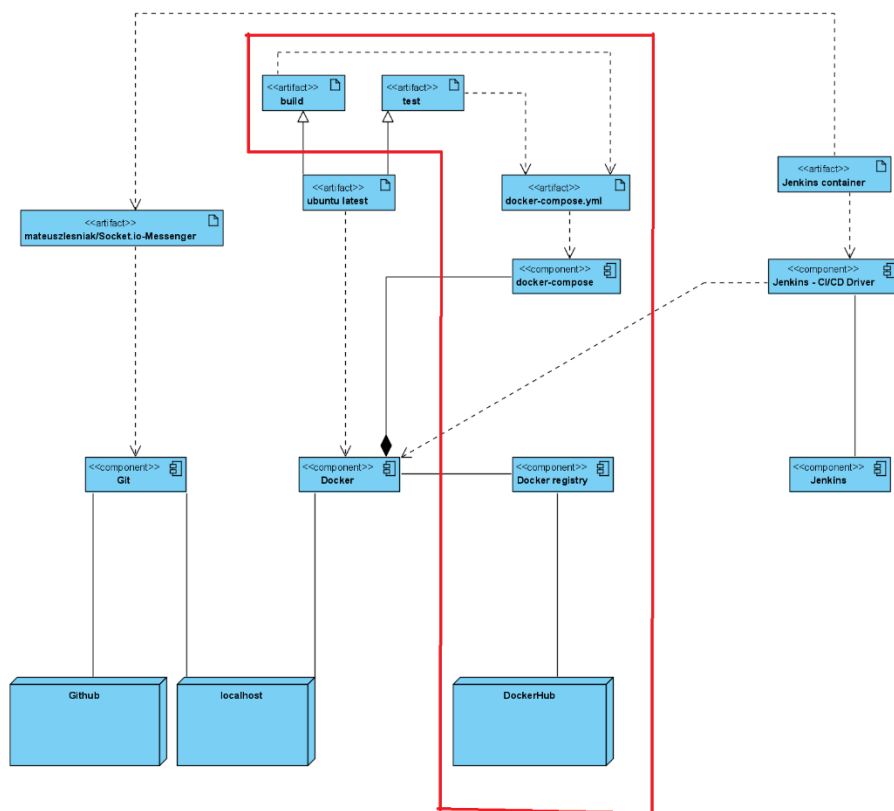 <<artifact>>
build
<<artifact>>
test
<<artifact>>
Jenkins container
<<artifact>>
ubuntu latest
<<artifact>>
docker-compose.yml
<<artifact>>
mateuszlesniak/Socket.io-Messenger
<<component>>
docker-compose
<<component>>
Jenkins - CI/CD Driver
<<component>>
Git
<<component>>
Docker
<<component>>
Docker registry
<<component>>
Jenkins
Github
localhost
DockerHub